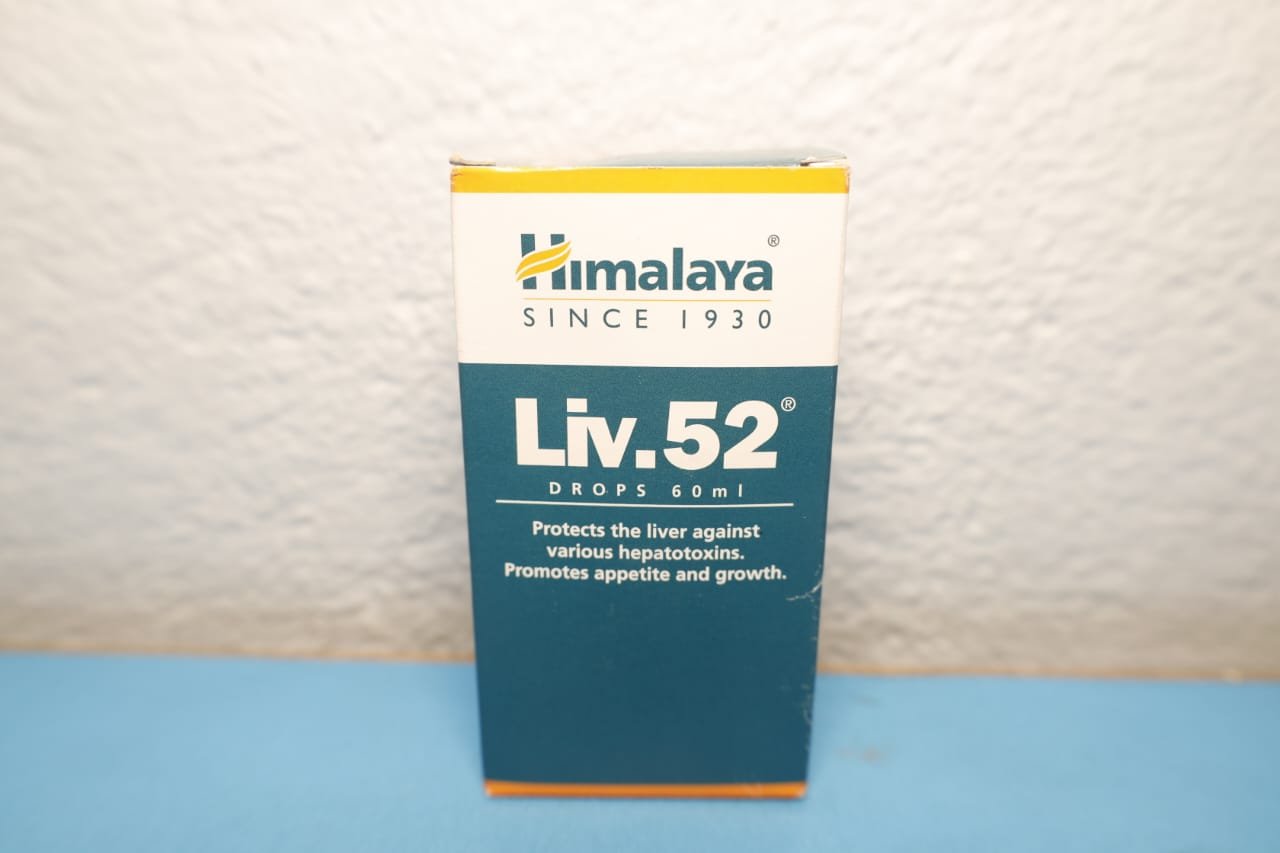 Himalaya®
SINCE 1930
Liv.52®
DROPS 60ml
Protects the liver against
various hepatotoxins.
Promotes appetite and growth.